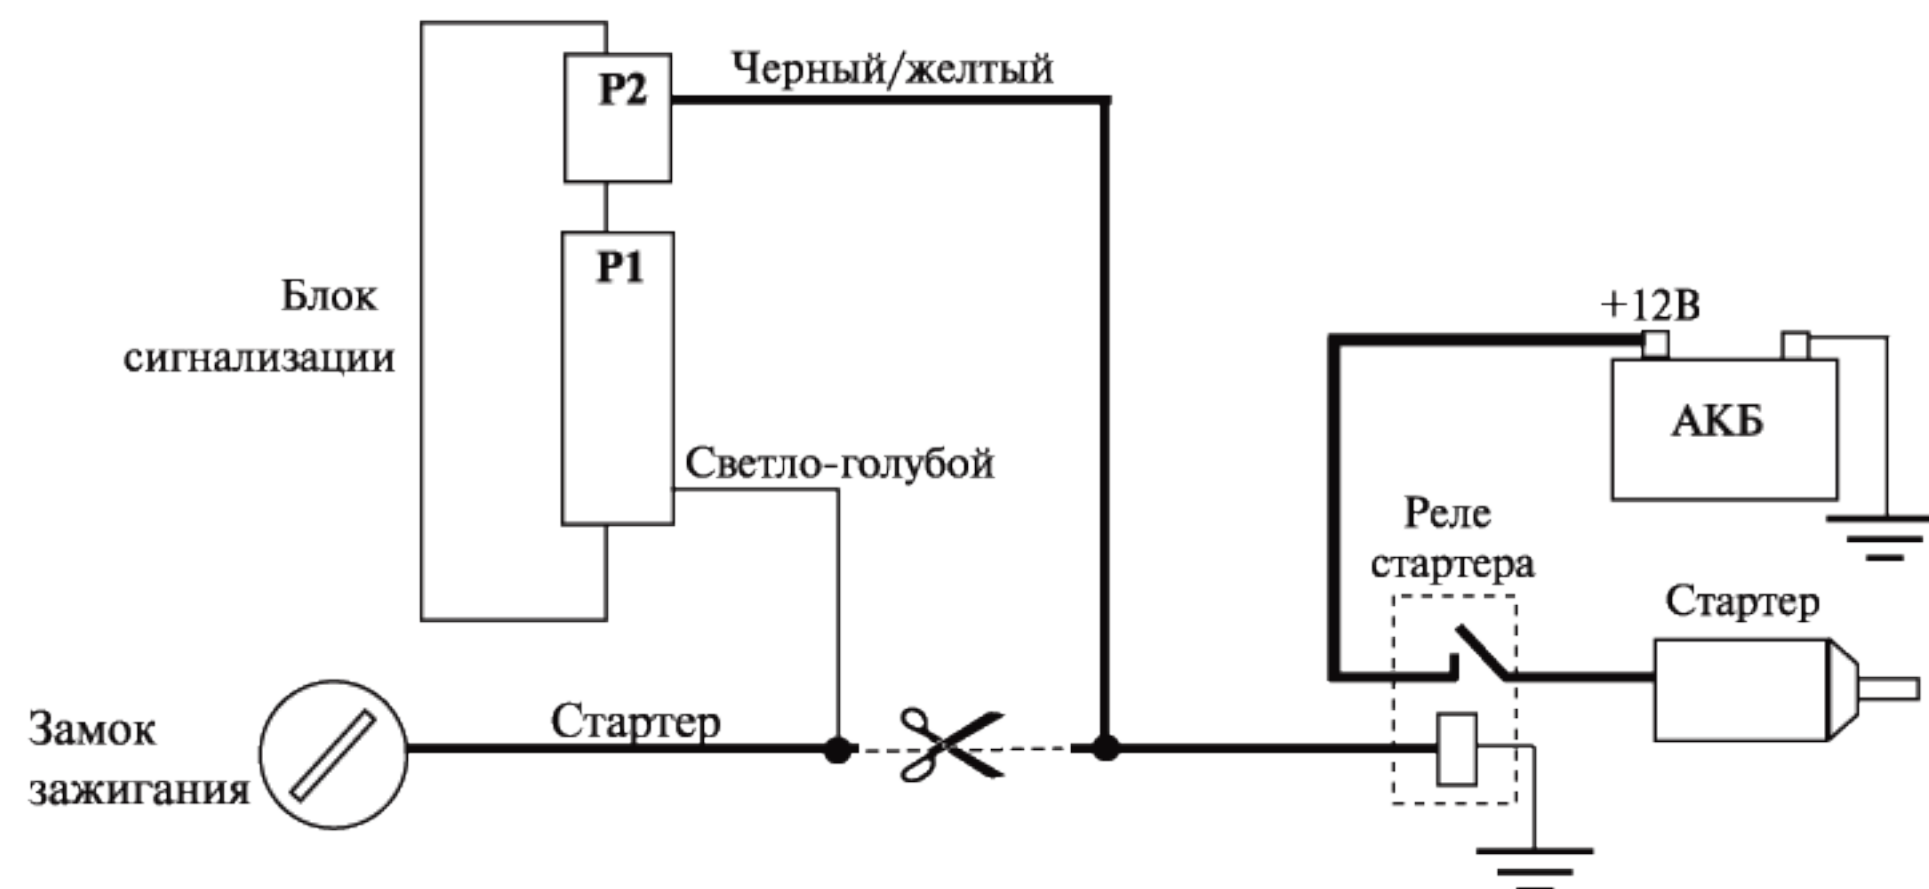 Черный/желтый
P2
P1
Блок
сигнализации
Светло-голубой
+12В
АКБ
Реле
стартера
Стартер
Стартер
Замок
зажигания